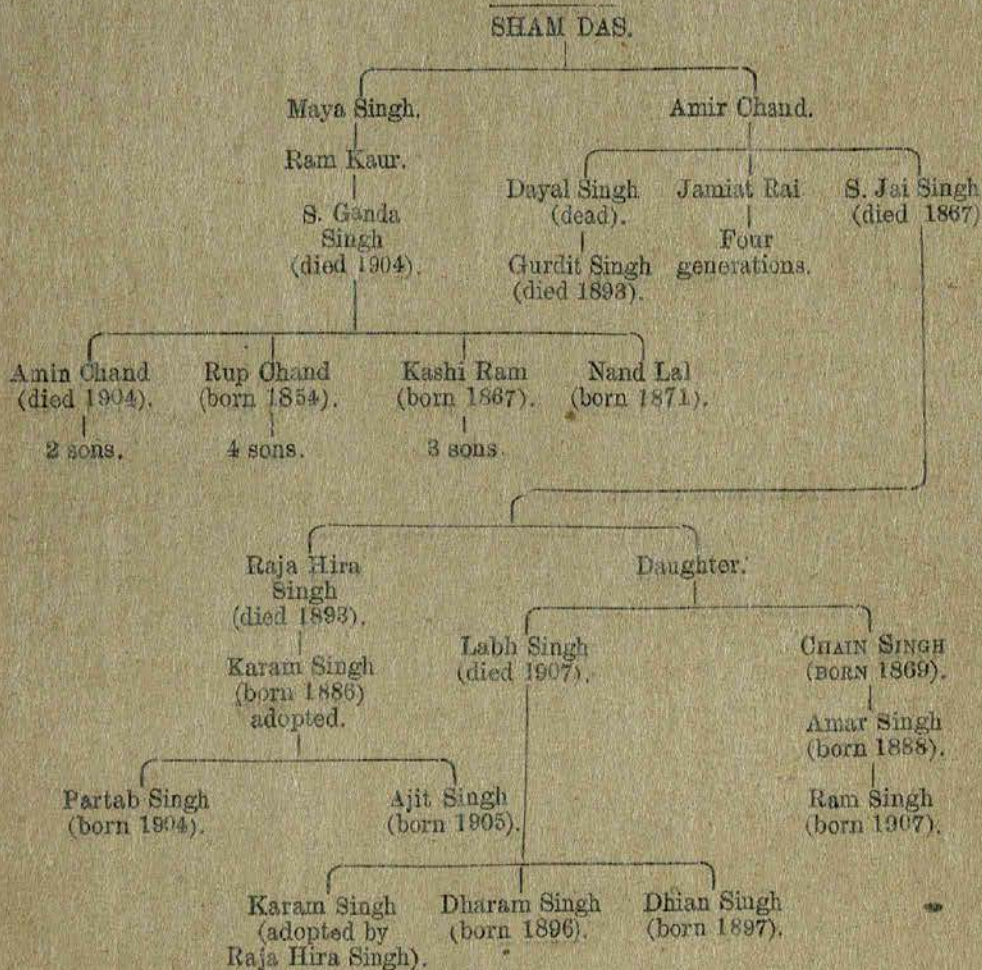 SHAM DAS.
Maya Singh.
Amir Chand.
Ram Kaur.
S. Ganda
Singh
(died 1904).
Dayal Singh
(dead).
Gurdit Singh
(died 1893).
Jamiat Rai
Four
generations.
S. Jai Singh
(died 1867)
Amin Chand
(died 1904).
2 sons.
Rup Chand
(born 1854).
4 sons.
Kashi Ram
(born 1867).
3 sons.
Nand Lal
(born 1871).
Raja Hira
Singh
(died 1893).
Karam Singh
(born 1886)
adopted.
Daughter.
Labh Singh
(died 1907).
CHAIN SINGH
(BORN 1869).
Amar Singh
(born 1888).
Ram Singh
(born 1907).
Partab Singh
(born 1904).
Ajit Singh
(born 1905).
Karam Singh
(adopted by
Raja Hira Singh).
Dharam Singh
(born 1896).
Dhian Singh
(born 1897).